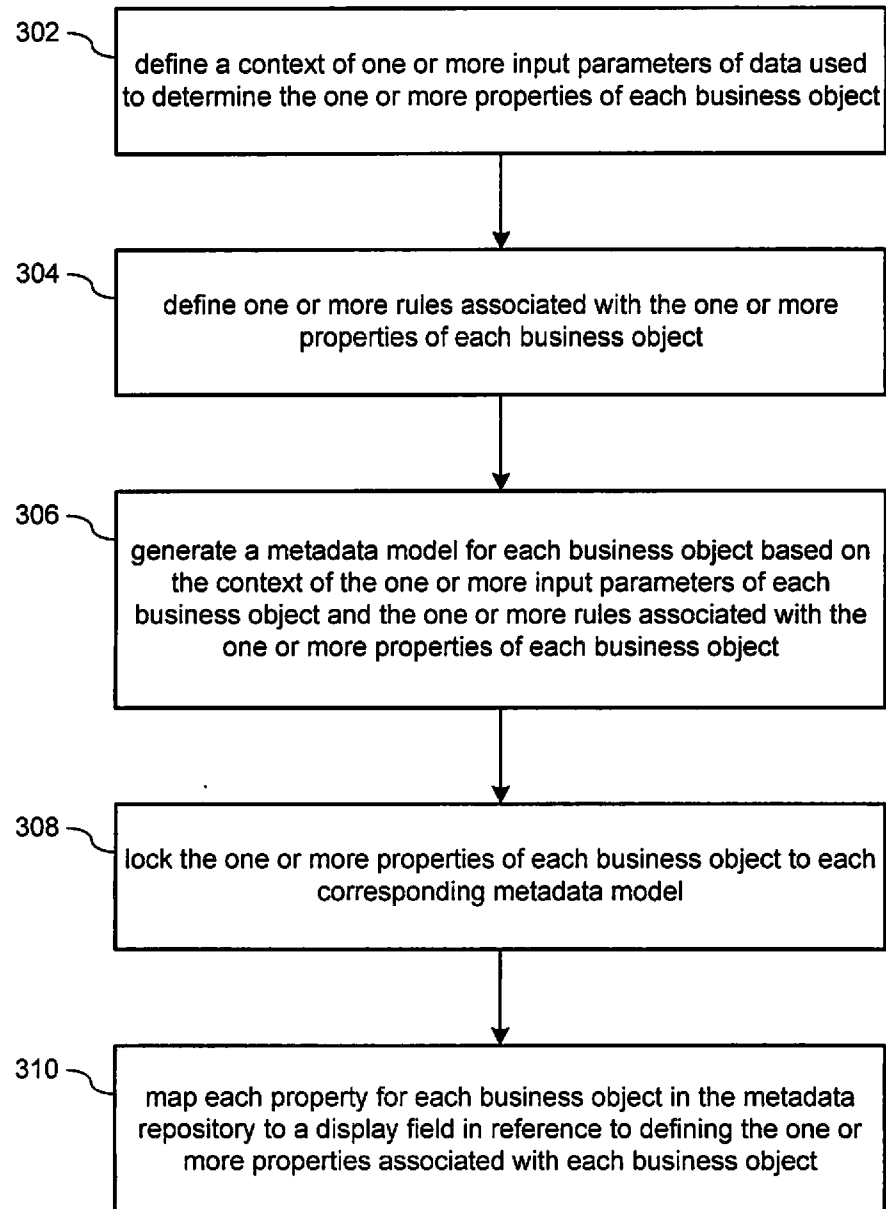 302
define a context of one or more input parameters of data used
to determine the one or more properties of each business object
304
define one or more rules associated with the one or more
properties of each business object
306
generate a metadata model for each business object based on
the context of the one or more input parameters of each
business object and the one or more rules associated with the
one or more properties of each business object
308
lock the one or more properties of each business object to each
corresponding metadata model
310
map each property for each business object in the metadata
repository to a display field in reference to defining the one or
more properties associated with each business object